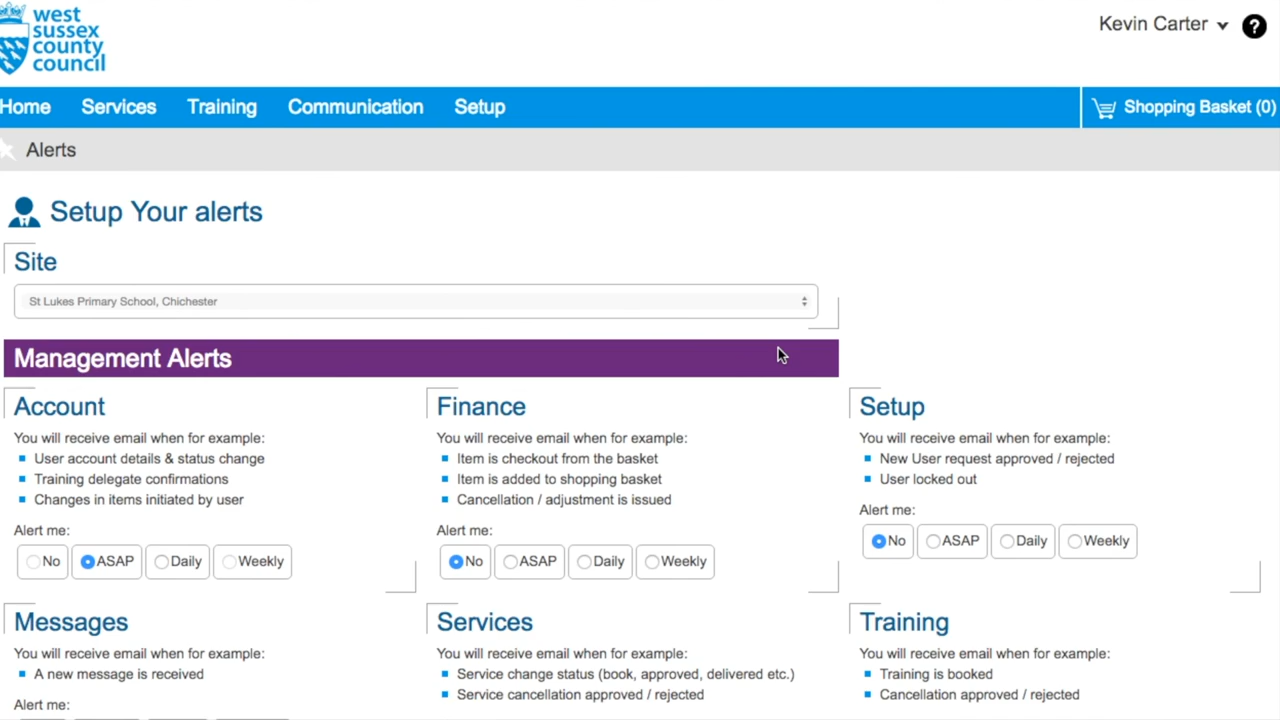 west
sussex
county
council
Kevin Carter
?
Home Services Training Communication Setup Shopping Basket (0)
Alerts
Setup Your alerts
Site
St Lukes Primary School, Chichester
Management Alerts
Account
You will receive email when for example:
User account details & status change
Training delegate confirmations
Changes in items initiated by user
Alert me:
No ASAP Daily Weekly
Finance
You will receive email when for example:
Item is checkout from the basket
Item is added to shopping basket
Cancellation / adjustment is issued
Alert me:
No ASAP Daily Weekly
Setup
You will receive email when for example:
New User request approved / rejected
User locked out
Alert me:
No ASAP Daily Weekly
Messages
You will receive email when for example:
A new message is received
Alert me:
Services
You will receive email when for example:
Service change status (book, approved, delivered etc.)
Service cancellation approved / rejected
Training
You will receive email when for example:
Training is booked
Cancellation approved / rejected